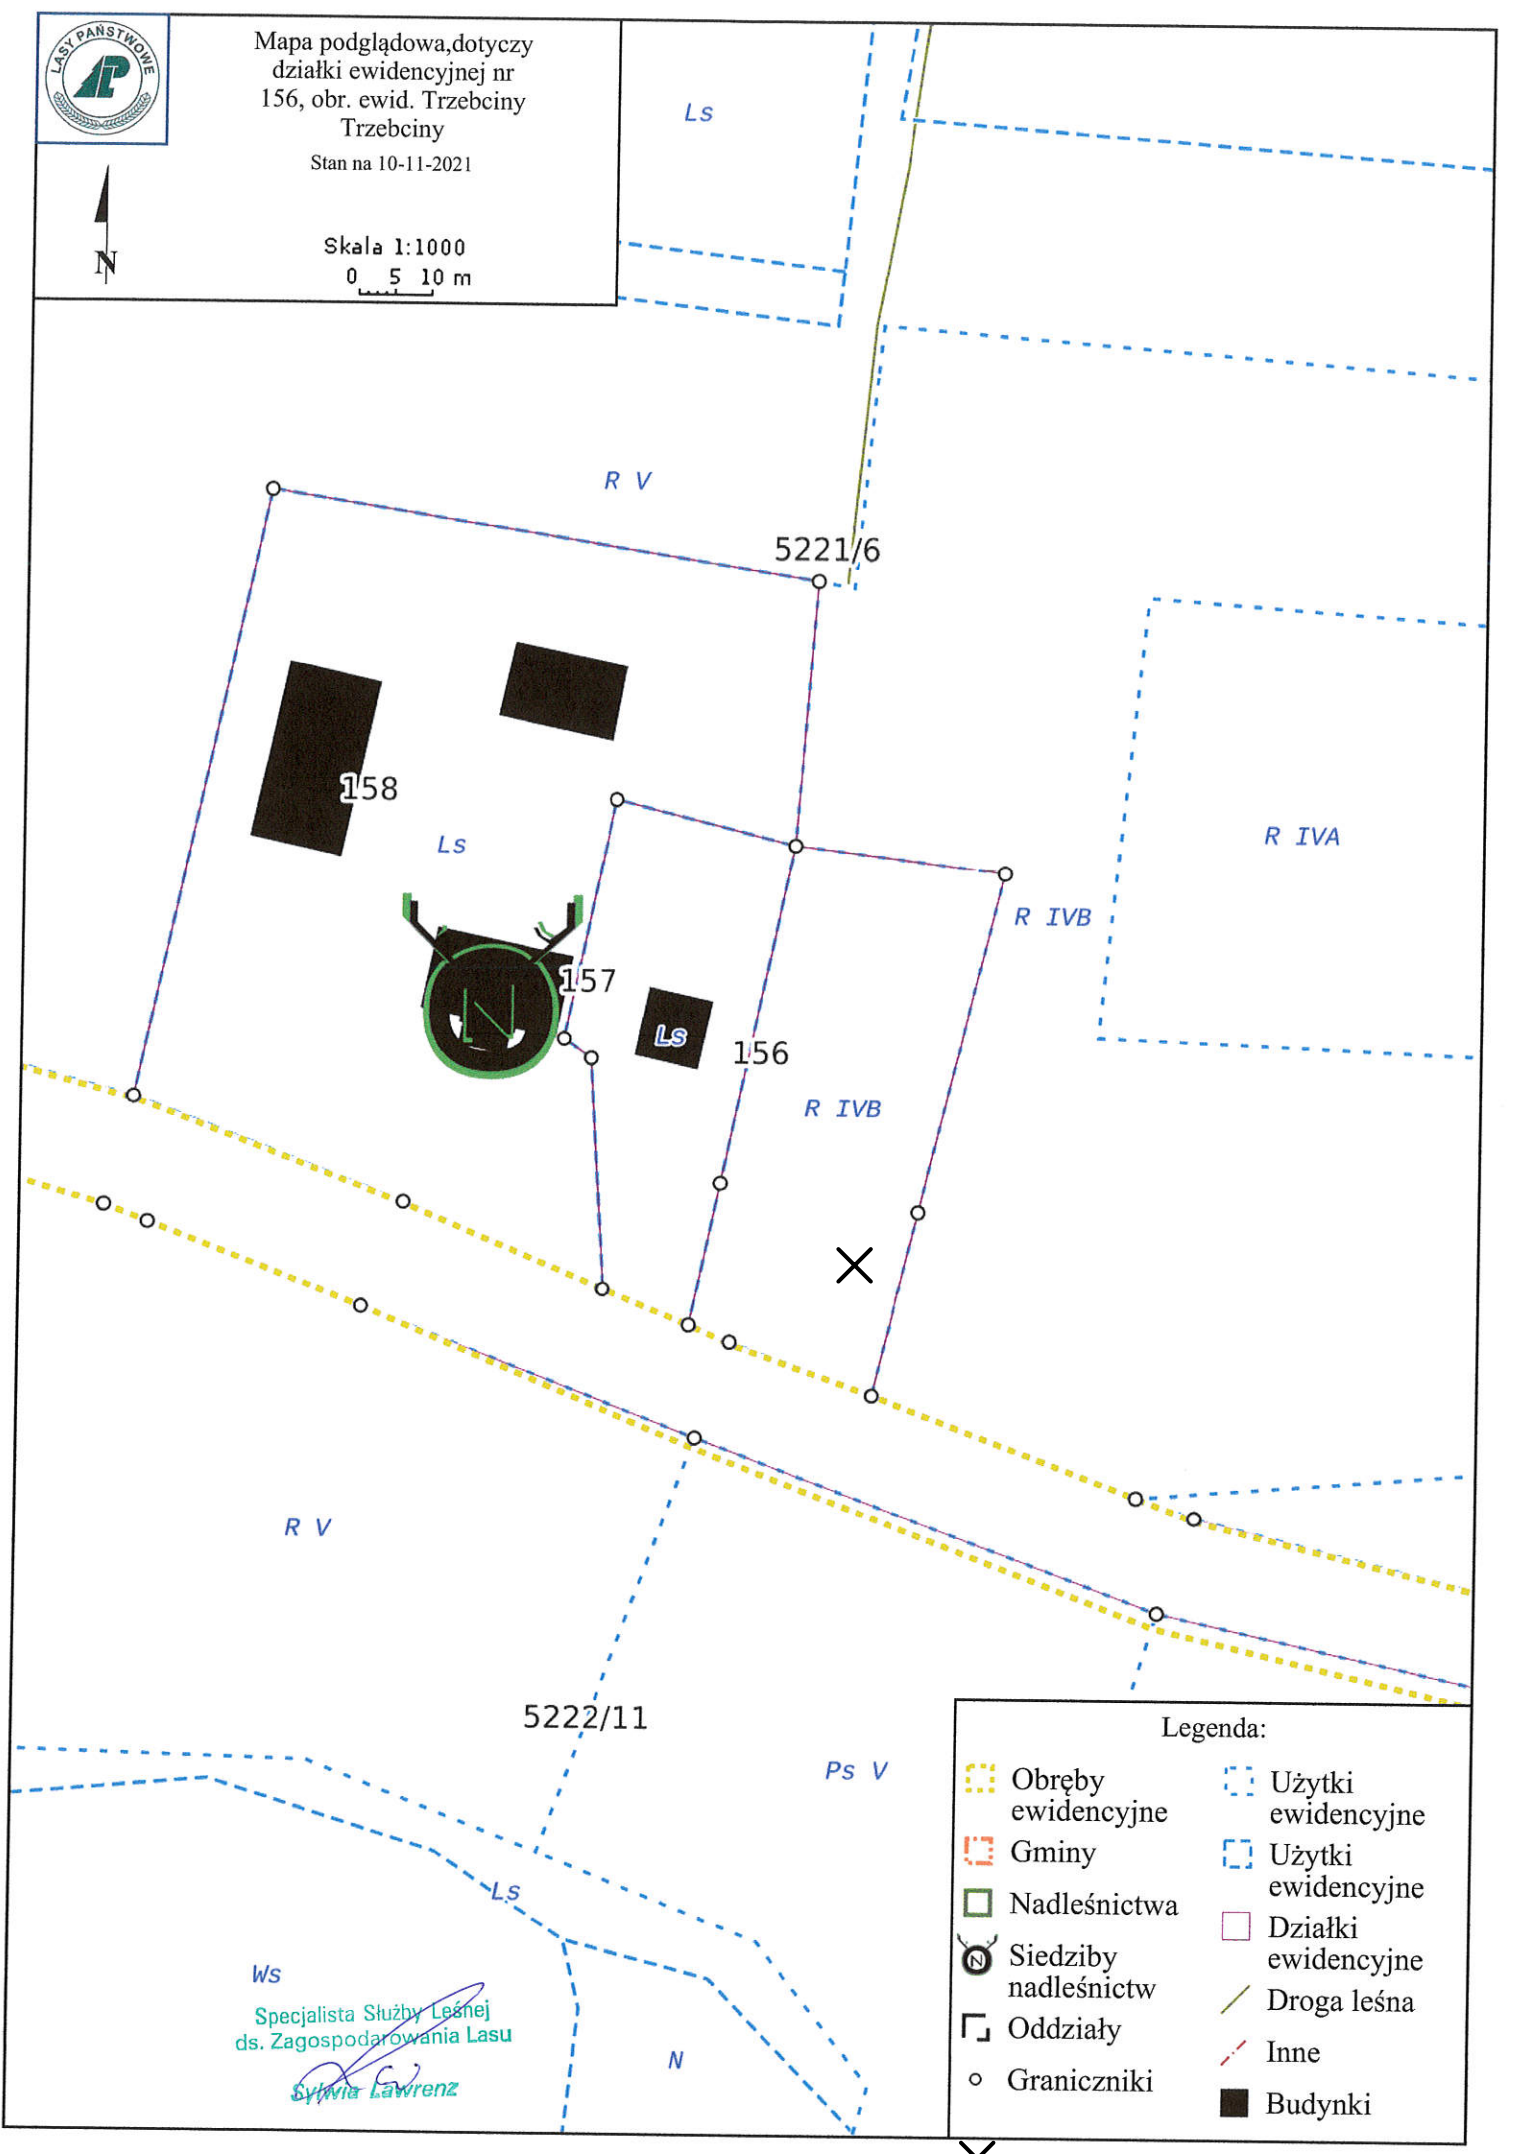 LASY PAŃSTWOWE
Mapa podglądowa,dotyczy
działki ewidencyjnej nr
156, obr. ewid. Trzebciny
Trzebciny
Stan na 10-11-2021
N
Skala 1:1000
0 5 10 m
Ls
R V
5221/6
158
Ls
R IVA
R IVB
157
N
Ls
156
R IVB
R V
5222/11
Ps V
Ls
Ws
N
Specjalista Służby Leśnej
ds. Zagospodarowania Lasu
Sylwia Lawrenz
Legenda:
Obręby
ewidencyjne
Gminy
Nadleśnictwa
N
Siedziby
nadleśnictw
Oddziały
Graniczniki
Użytki
ewidencyjne
Użytki
ewidencyjne
Działki
ewidencyjne
Droga leśna
Inne
Budynki